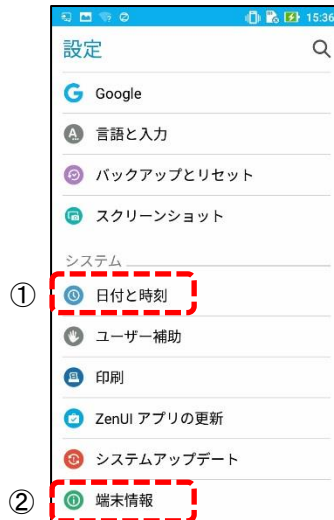 15:36
設定
Google
言語と入力
バックアップとリセット
スクリーンショット
システム
① 日付と時刻
ユーザー補助
印刷
ZenUI アプリの更新
システムアップデート
② 端末情報